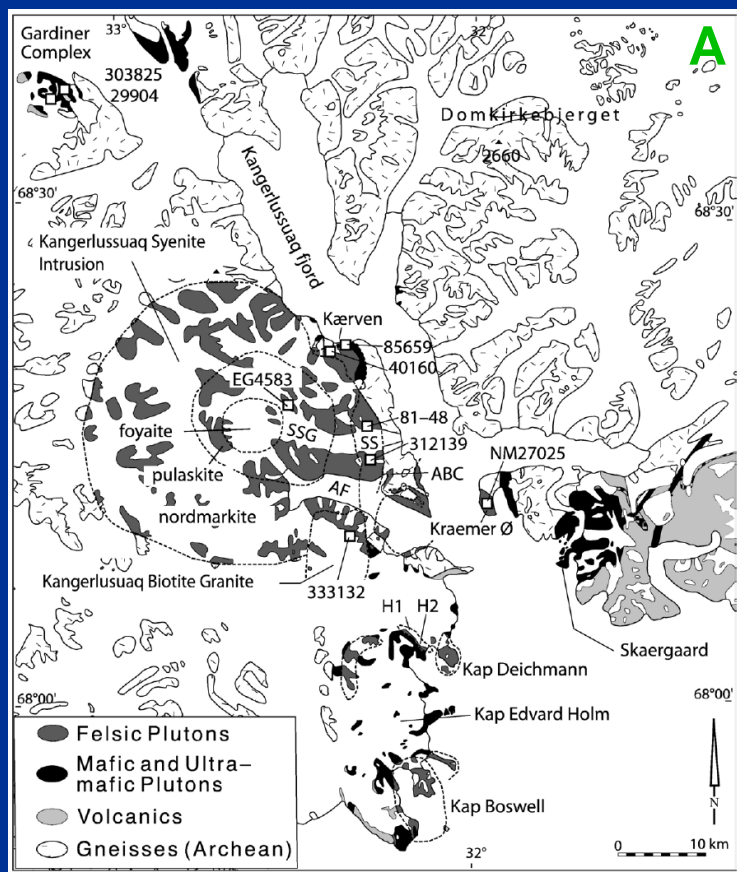 Gardiner
Complex
33°
32°
A
303825
29904
Domkirkebjerget
2660
68°30'
68°30'
Kangerlussuaq fjord
Kangerlussuaq Syenite
Intrusion
Kærven
85659
40160
EG4583
81–48
foyaite
SSG
SS
312139
NM27025
pulaskite
ABC
AF
nordmarkite
Kraemer Ø
Kangerlusuaq Biotite Granite
333132
H1
H2
Skaergaard
Kap Deichmann
68°00'
68°00'
Kap Edvard Holm
Felsic Plutons
Mafic and Ultra–
mafic Plutons
Volcanics
Gneisses (Archean)
Kap Boswell
N
0
10 km
32°